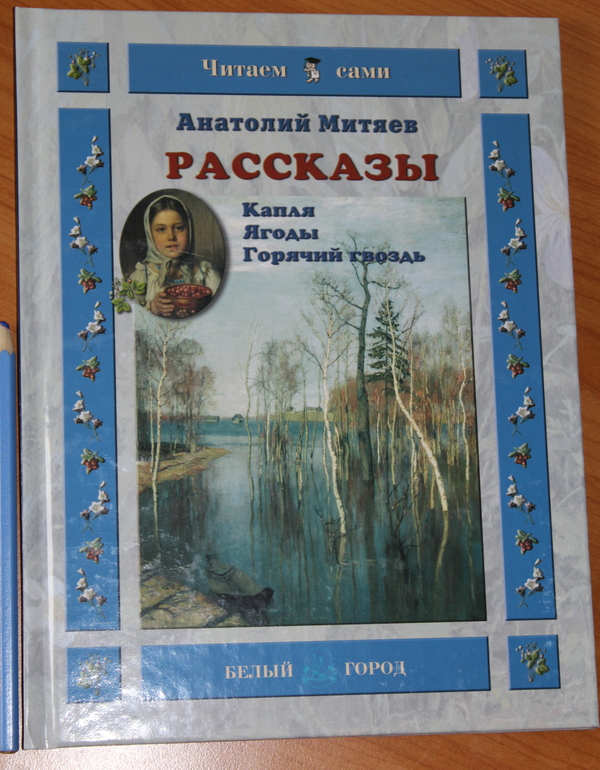 Читаем сами
Анатолий Митяев
РАССКАЗЫ
Капля
Ягоды
Горячий гвоздь
БЕЛЫЙ ГОРОД